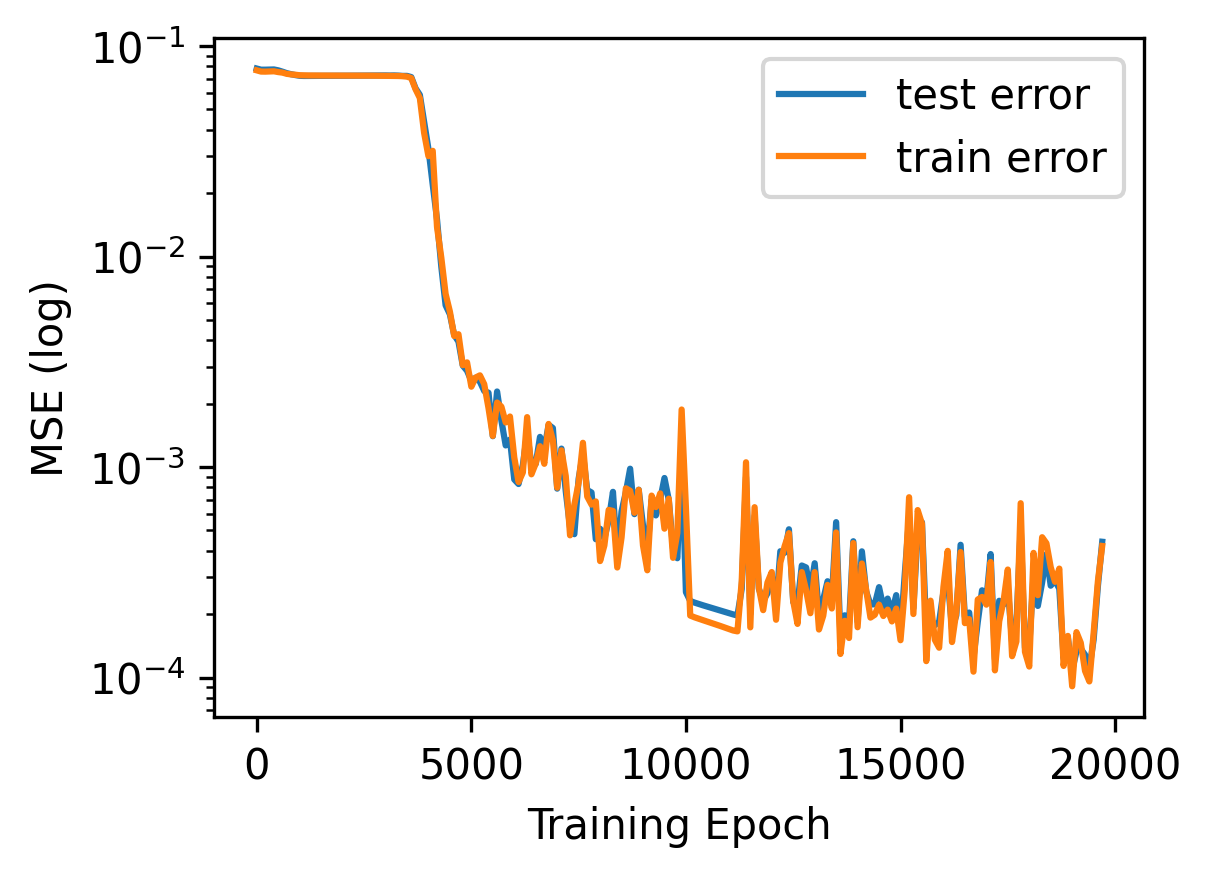 10⁻¹
10⁻²
10⁻³
10⁻⁴
MSE (log)
test error
train error
0 5000 10000 15000 20000
Training Epoch